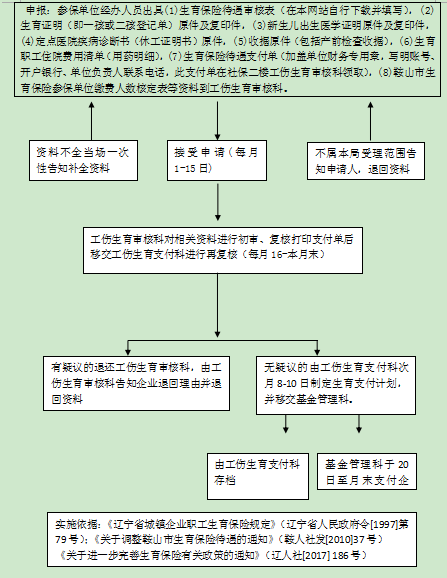 申报：参保单位经办人员出具(1)生育保险待遇审核表（在本网站自行下载并填写），（2）
生育证明（即一孩或二孩登记单）原件及复印件，（3)新生儿出生医学证明原件及复印件，
(4)定点医院疾病诊断书（休工证明书）原件，（5)收据原件（包括产前检查收据），（6)生育
职工住院费用清单（用药明细），（7)生育保险待遇支付单（加盖单位财务专用章，写明账号、
开户银行、单位负责人联系电话，此支付单在社保二楼工伤生育审核科领取），（8)鞍山市生
育保险参保单位缴费人数核定表等资料到工伤生育审核科。
资料不全当场一次
性告知补全资料
接受申请（每月
1-15日）
不属本局受理范围告
知申请人，退回资料
工伤生育审核科对相关资料进行初审、复核打印支付单后
移交工伤生育支付科进行再复核（每月16-本月末）
有疑议的退还工伤生育审核科，由工
伤生育审核科告知企业退回理由并退
回资料
无疑议的由工伤生育支付科次
月8-10日制定生育支付计划，
并移交基金管理科。
由工伤生育支付科
存档
基金管理科于20
日至月末支付企
实施依据：《辽宁省城镇企业职工生育保险规定》（辽宁省人民政府令[1997]第
79号）；《关于调整鞍山市生育保险待遇的通知》（鞍人社发[2010]37号）
《关于进一步完善生育保险有关政策的通知》（辽人社[2017]186号）